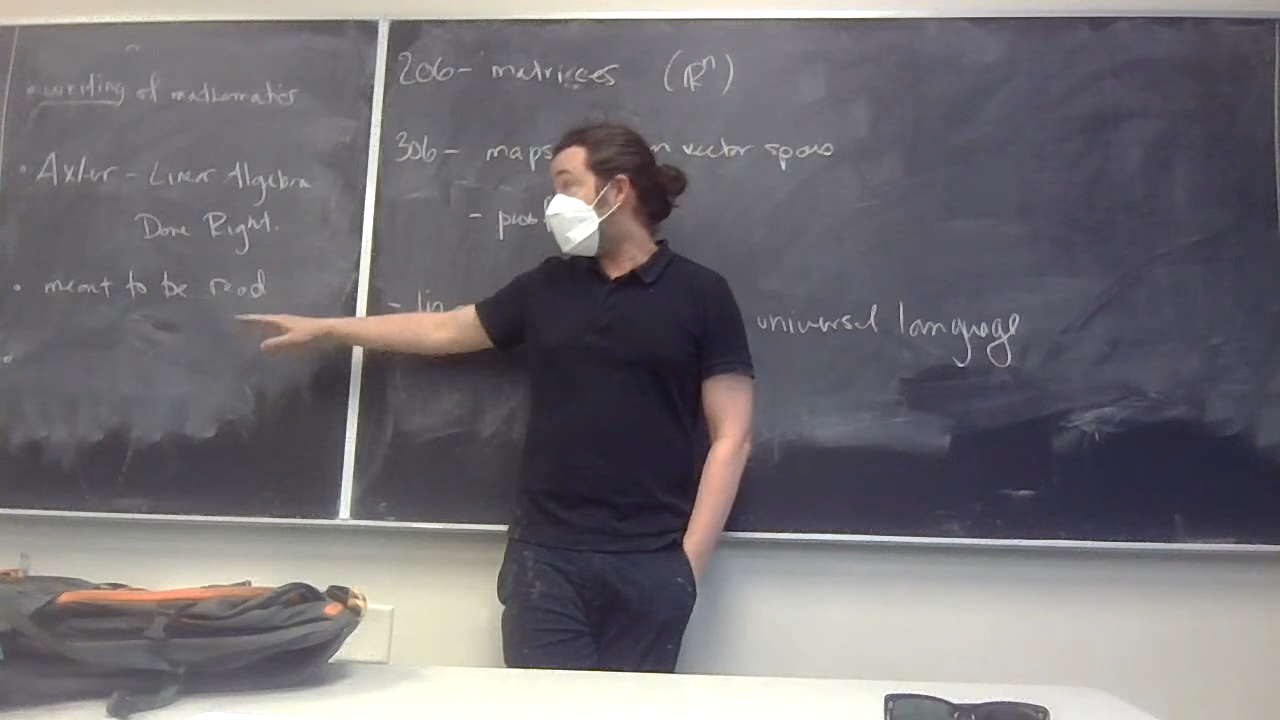 writing of mathematics
• Axler - Linear Algebra
Done Right.
• meant to be read
206 - matrices (ℝⁿ)
306 - maps vector spaces
-
- lin
universal language